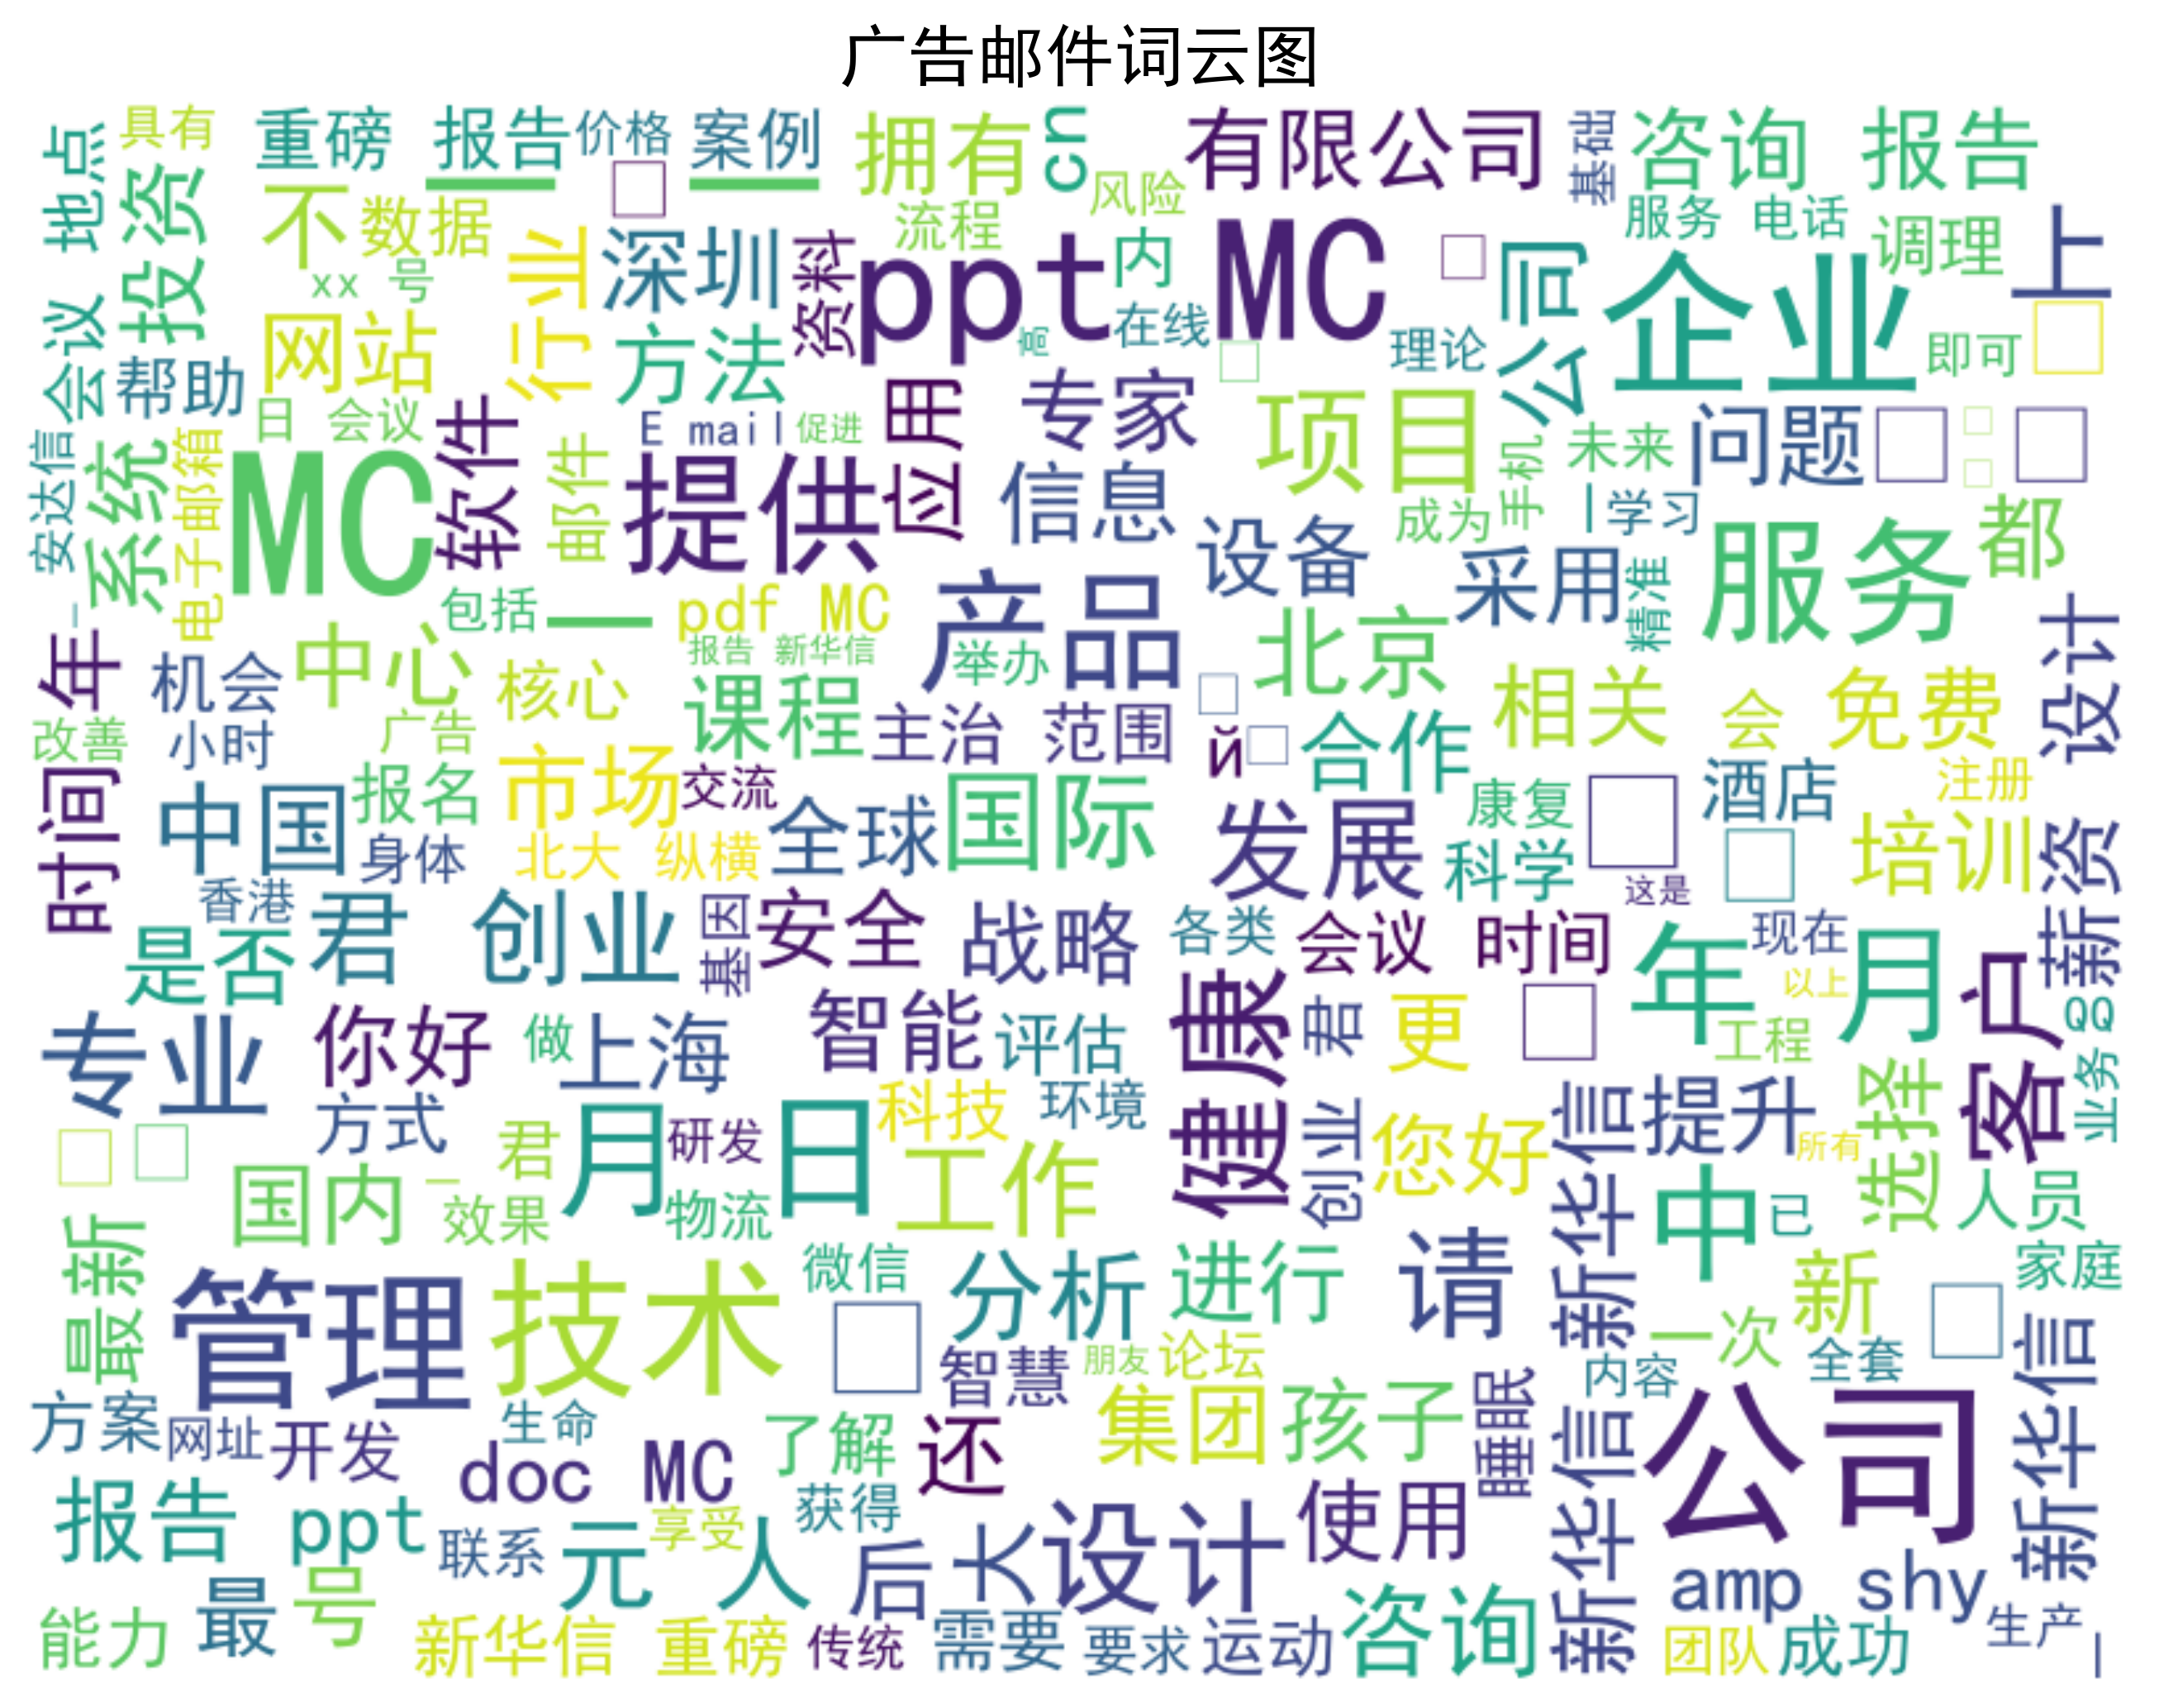 广告邮件词云图
具有
重磅 报告
价格
案例
拥有
cn
有限公司
基础
咨询 报告
地点
投资
不
数据
行业
深圳
资料
流程
风险
ppt MC
内
公司
服务 电话
调理
上
xx 号
会议
网站
方法
高
在线
理论
企业
即可
帮助
日 会议
软件
E mail
促进
应用
专家
项目
手机
未来
问题
安达信
系统
电子邮箱
MC
邮件
提供
信息
成为
学习
都
设备
采用
精准
服务
包括
pdf MC
产品
北京
设计
年
机会
中心
核心
报告 新华信
举办
课程
主治
范围
相关
会
免费
改善
小时
广告
й
合作
时间
中国
报名
市场
交流
全球
国际
发展
康复
酒店
注册
身体
北大 纵横
科学
培训
新资
香港
这是
是否
君 创业
基因
安全
战略
各类
会议 时间
年 月
现在
以上
客户
专业
你好
做
上海
智能
评估
健康
君 创业
更
工程
QQ
业务
方式
君
月 日
研发
科技
环境
您好
新华信 新华信
提升
所有
选择
国内
效果
物流
工作
中
已
人员
最新
管理
技术
微信
分析
进行
请
新
家庭
一次
全套
智慧
朋友
论坛
内容
新华信 新华信
方案
网址
开发
生命
doc MC
了解
还
集团
孩子
睡眠
公司
报告 ppt
联系
享受
获得
元
人
后
大
设计
使用
amp shy
能力
最
号
新华信 重磅
传统
需要
要求
运动
咨询
团队
成功
生产